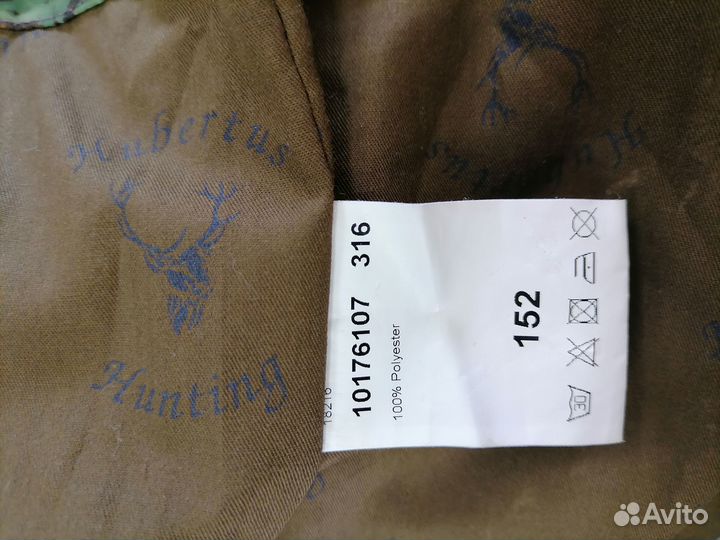 Hubertus
Hunting
18216
10176107 316
100% Polyester
152
30°
Avito